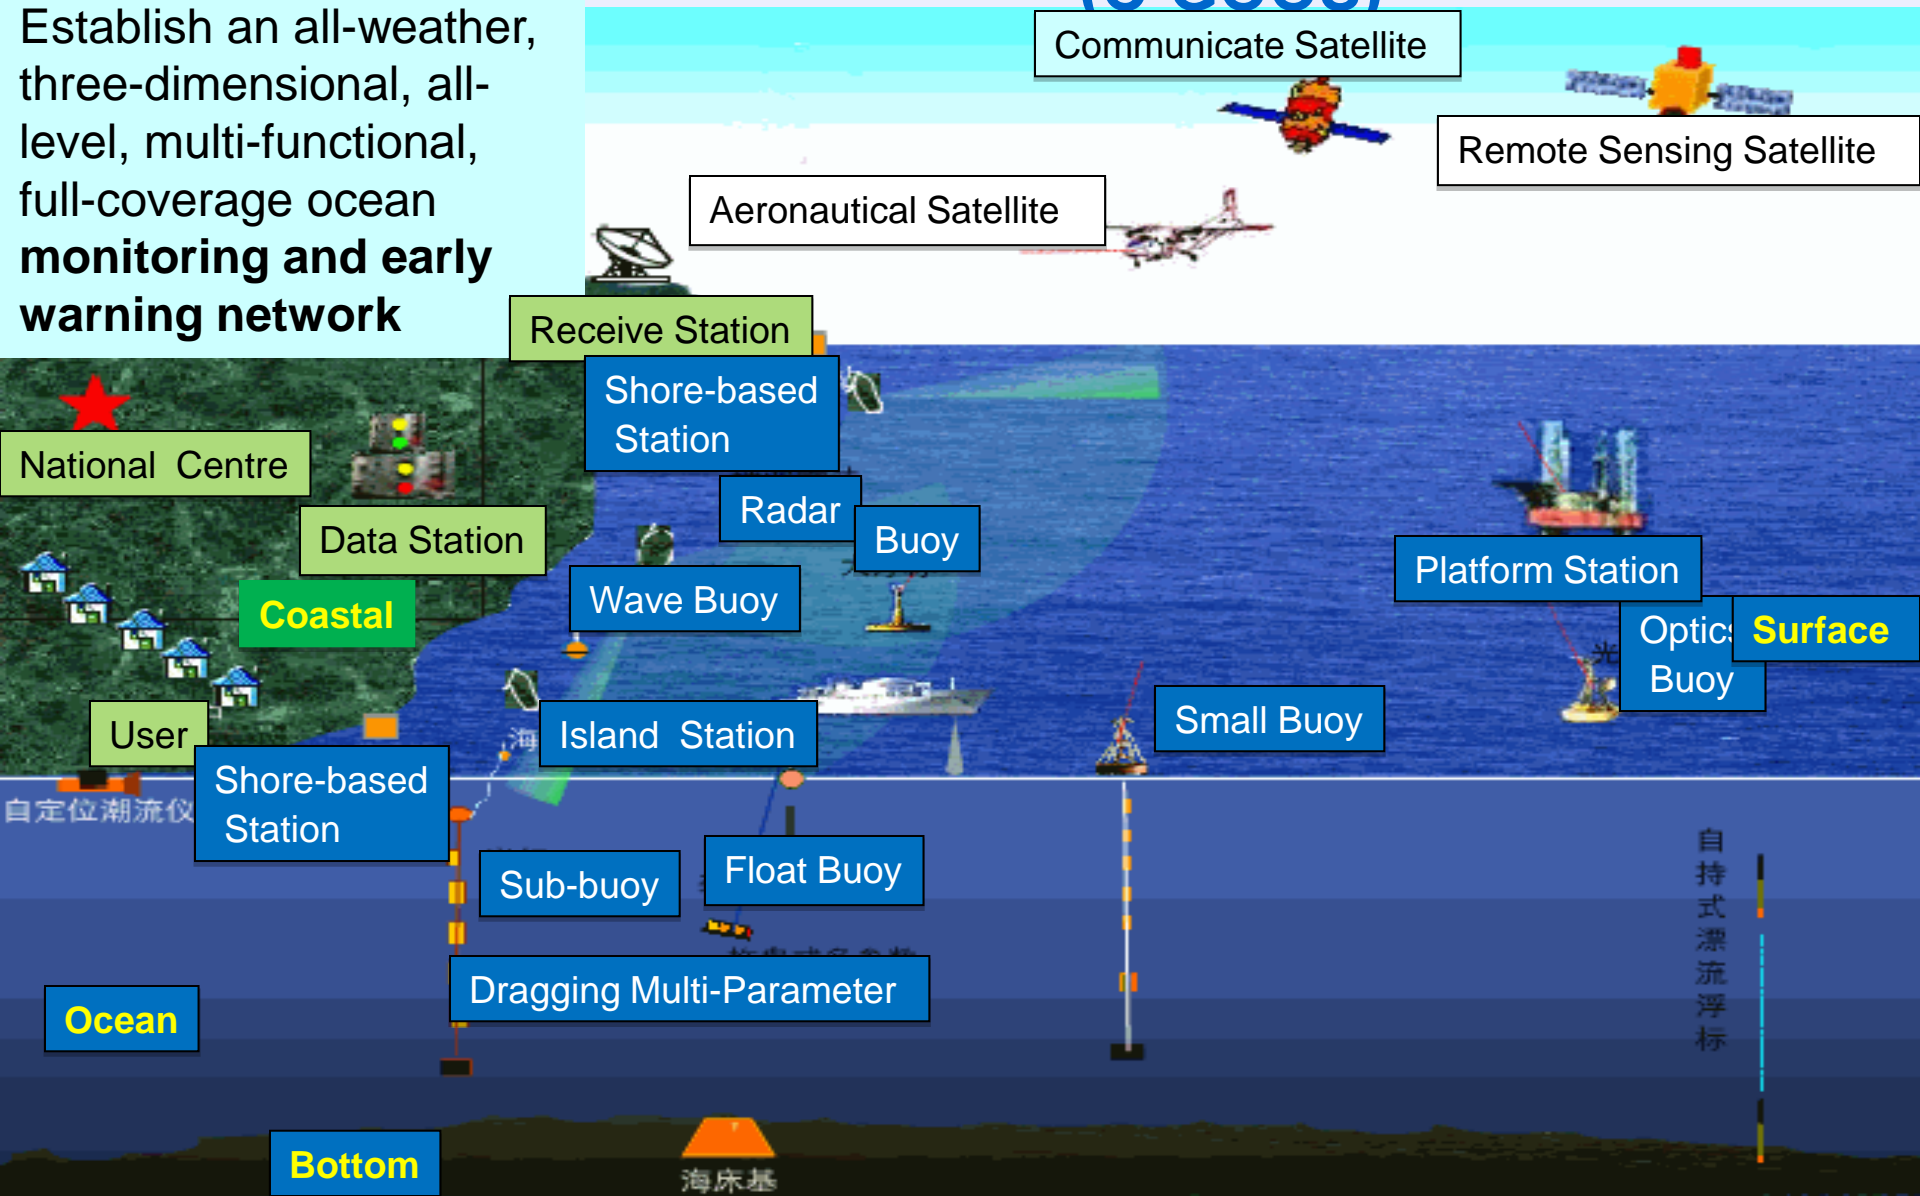 Establish an all-weather,
three-dimensional, all-
level, multi-functional,
full-coverage ocean
monitoring and early
warning network
Communicate Satellite
Remote Sensing Satellite
Aeronautical Satellite
Receive Station
Shore-based
Station
National Centre
Radar
Data Station
Buoy
Platform Station
Wave Buoy
Coastal
Optics
Buoy
Surface
User
Island Station
Small Buoy
海
Shore-based
Station
自定位潮流仪
Sub-buoy
Float Buoy
自持式漂流浮标
Dragging Multi-Parameter
Ocean
Bottom
海床基